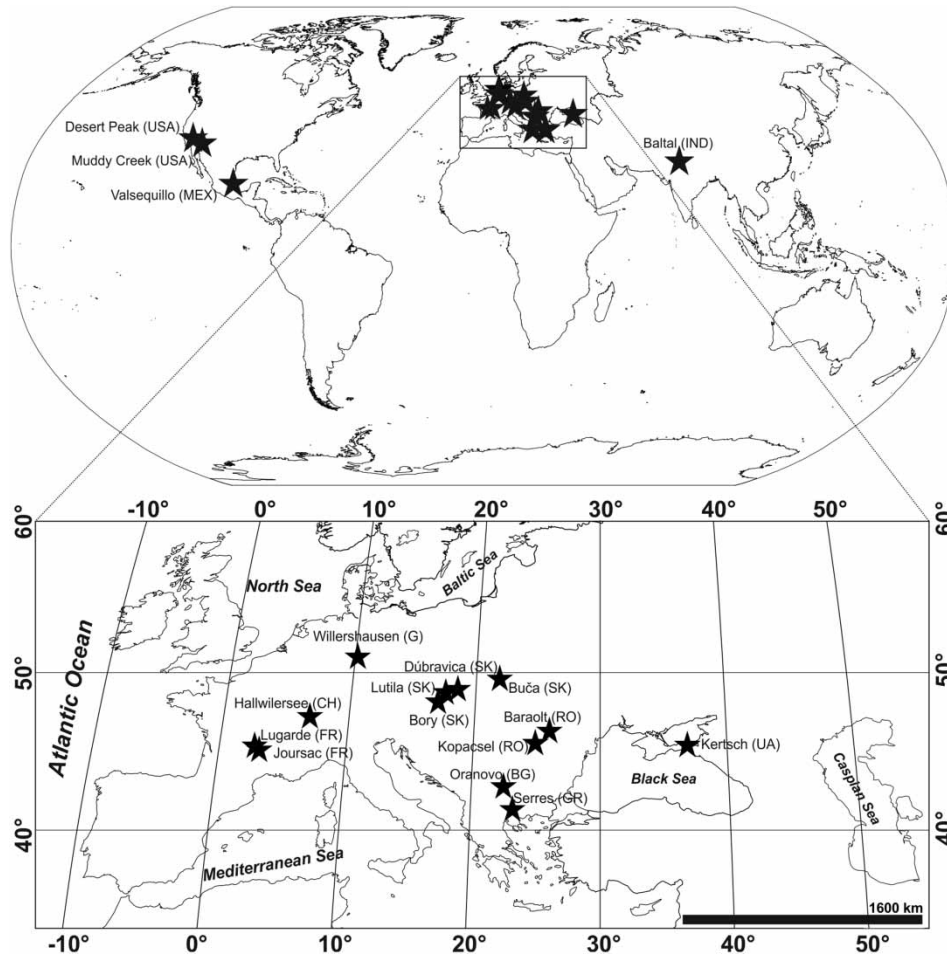 Desert Peak (USA)
Muddy Creek (USA)
Valsequillo (MEX)
Baltal (IND)
-10° 0° 10° 20° 30° 40° 50°
60° 60°
North Sea
Baltic Sea
Willershausen (G)
Atlantic Ocean
50° 50°
Dúbravica (SK)
Lutila (SK)
Buča (SK)
Hallwilersee (CH)
Bory (SK)
Baraolt (RO)
Lugarde (FR)
Kopacsel (RO)
Kertsch (UA)
Joursac (FR)
Oranovo (BG)
Black Sea
Caspian Sea
Serres (GR)
40° 40°
Mediterranean Sea
1600 km
-10° 0° 10° 20° 30° 40° 50°